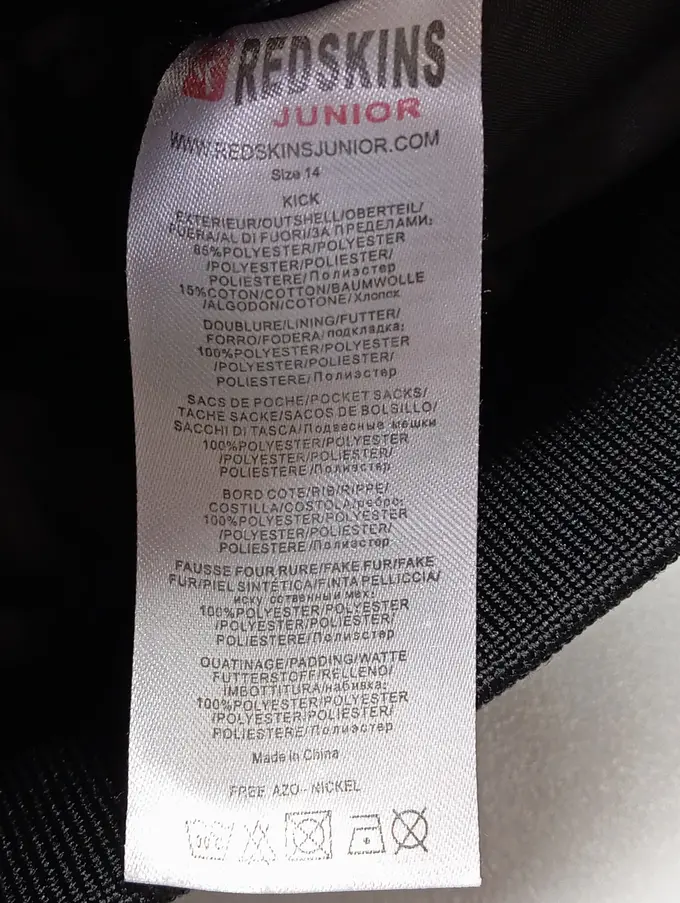 REDSKINS
JUNIOR
WWW.REDSKINSJUNIOR.COM
Size 14
KICK
EXTERIEUR/OUTSHELL/OBERTEIL/
FUERA/AL DI FUORI/ЗА ПРЕДЕЛАМИ:
85%POLYESTER/POLYESTER
/POLYESTER/POLIESTER/
POLIESTERE/Полиэстер
15%COTON/COTTON/BAUMWOLLE
/ALGODON/COTONE/Хлопок
DOUBLURE/LINING/FUTTER/
FORRO/FODERA/подкладка:
100%POLYESTER/POLYESTER
/POLYESTER/POLIESTER/
POLIESTERE/Полиэстер
SACS DE POCHE/POCKET SACKS/
TACHE SACKE/SACOS DE BOLSILLO/
SACCHI DI TASCA/Подвесные мешки
100%POLYESTER/POLYESTER
/POLYESTER/POLIESTER/
POLIESTERE/Полиэстер
BORD COTE/RIB/RIPPE/
COSTILLA/COSTOLA/ребро:
100%POLYESTER/POLYESTER
/POLYESTER/POLIESTER/
POLIESTERE/Полиэстер
FAUSSE FOUR RURE/FAKE FUR/FAKE
FUR/PIEL SINTÉTICA/FINTA PELLICCIA/
иску сственный мех:
100%POLYESTER/POLYESTER
/POLYESTER/POLIESTER/
POLIESTERE/Полиэстер
OUATINAGE/PADDING/WATTE
FUTTERSTOFF/RELLENO/
IMBOTTITURA/набивка:
100%POLYESTER/POLYESTER
/POLYESTER/POLIESTER/
POLIESTERE/Полиэстер
Made in China
FREE AZO-NICKEL
30°C